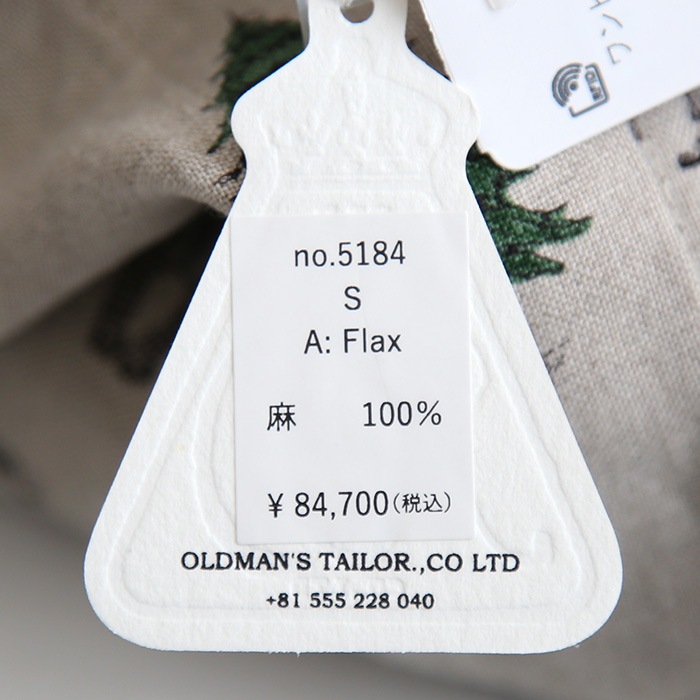 no.5184
S
A: Flax
麻 100%
¥ 84,700(税込)
OLDMAN'S TAILOR.,CO LTD
+81 555 228 040